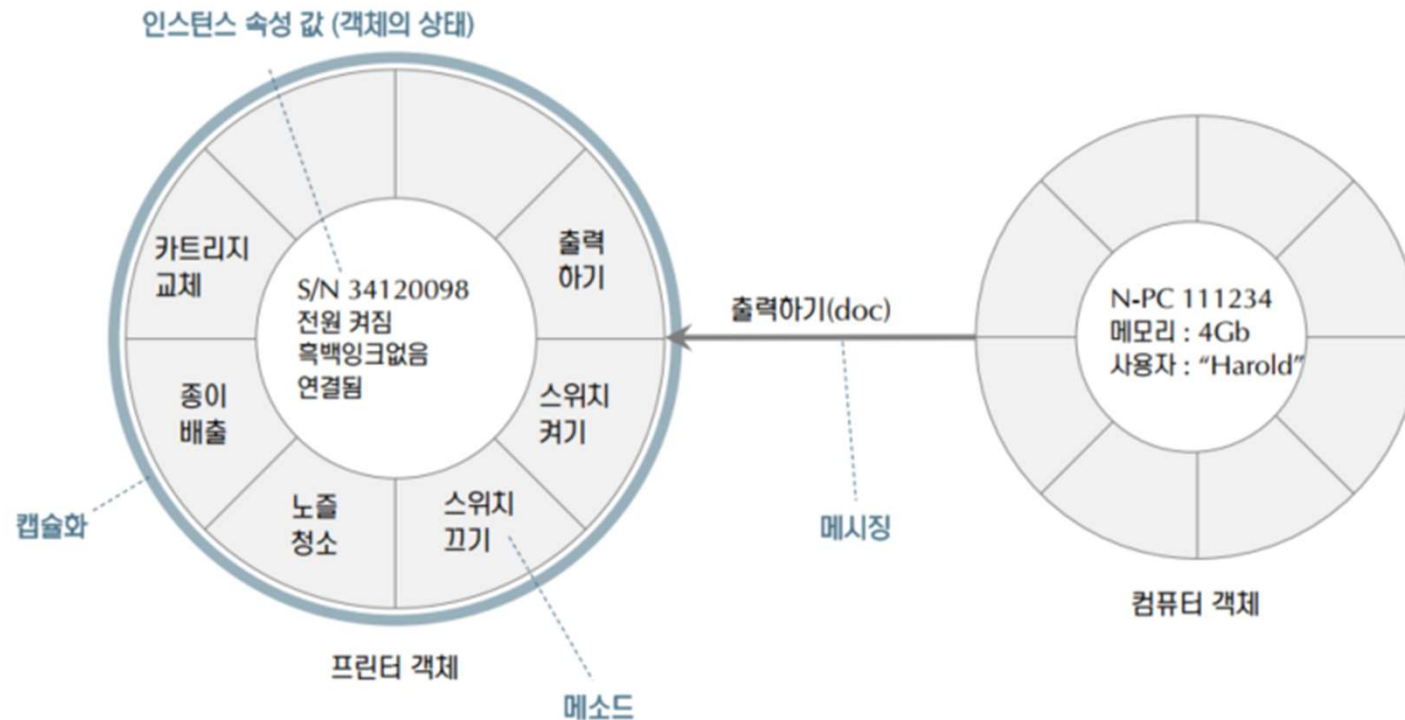 인스턴스 속성 값 (객체의 상태)
카트리지
교체
S/N 34120098
전원 켜짐
흑백잉크없음
연결됨
출력
하기
종이
배출
스위치
켜기
노즐
청소
스위치
끄기
캡슐화
프린터 객체
메소드
출력하기(doc)
메시징
N-PC 111234
메모리 : 4Gb
사용자 : “Harold”
컴퓨터 객체